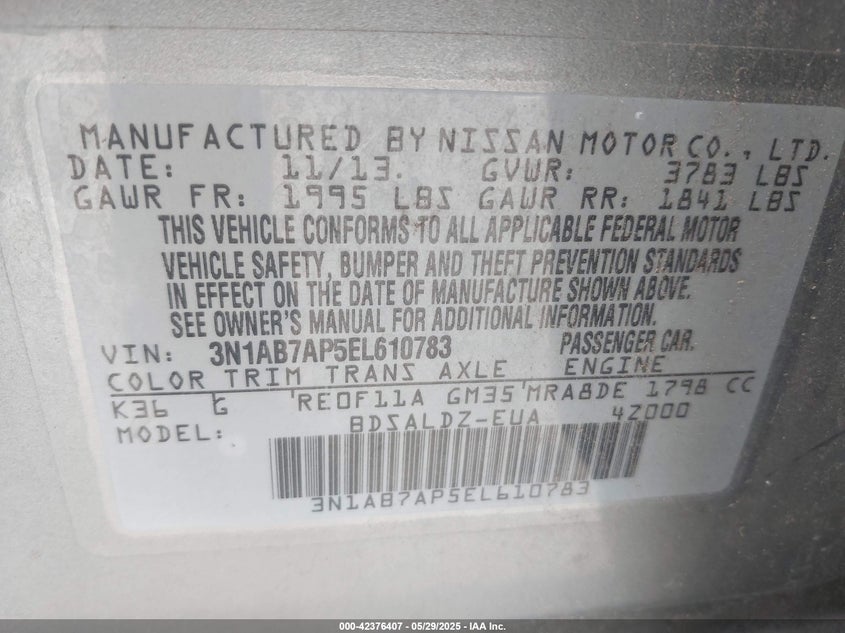 MANUFACTURED BY NISSAN MOTOR CO., LTD.
DATE: 11/13. GVWR: 3783 LBS
GAWR FR: 1995 LBS GAWR RR: 1841 LBS
THIS VEHICLE CONFORMS TO ALL APPLICABLE FEDERAL MOTOR
VEHICLE SAFETY, BUMPER AND THEFT PREVENTION STANDARDS
IN EFFECT ON THE DATE OF MANUFACTURE SHOWN ABOVE.
SEE OWNER'S MANUAL FOR ADDITIONAL INFORMATION.
VIN: 3N1AB7AP5EL610783 PASSENGER CAR.
COLOR TRIM TRANS AXLE ENGINE
K36 G 'RE0F11A GM35'MRA8DE 1798 CC
MODEL: BDSALDZ-EUA 4Z000
3N1AB7AP5EL610783
000-42376407 - 05/29/2025 - IAA Inc.